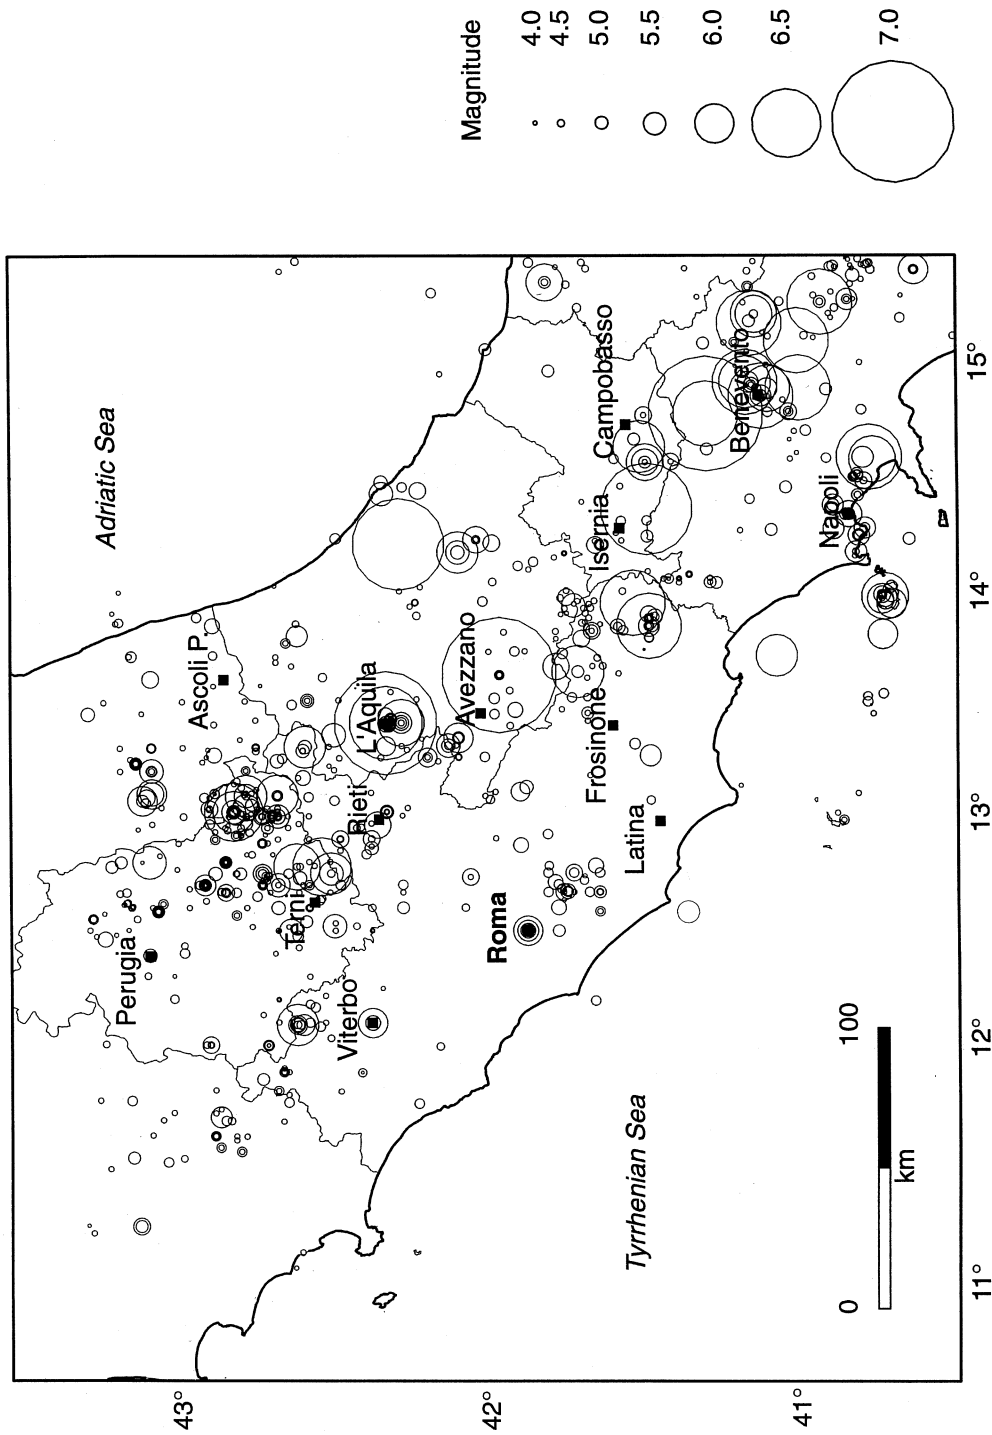 Adriatic Sea
Ascoli P.
Perugia
Terni
Rieti
L'Aquila
Viterbo
Avezzano
Roma
Frosinone
Latina
Isernia
Campobasso
Benevento
Napoli
Tyrrhenian Sea
0
100
km
43°
42°
41°
11°
12°
13°
14°
15°
Magnitude
4.0
4.5
5.0
5.5
6.0
6.5
7.0